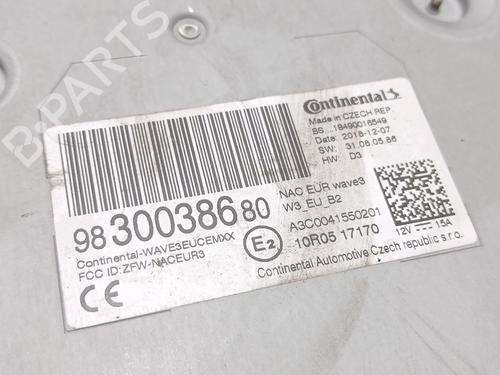 Continental
Made in CZECH REP
BS ...18490016549
Date: 2018-12-07
SW: 31.08.05.86
HW: D3
NAC EUR wave3
W3_EU_B2
98 300386 80
A3C0041550201
Continental-WAVE3EUCEMXX
FCC ID:ZFW-NACEUR3
E2
10R05 17170
12V 15A
CE
Continental Automotive Czech republic s.r.o.
B-PARTS